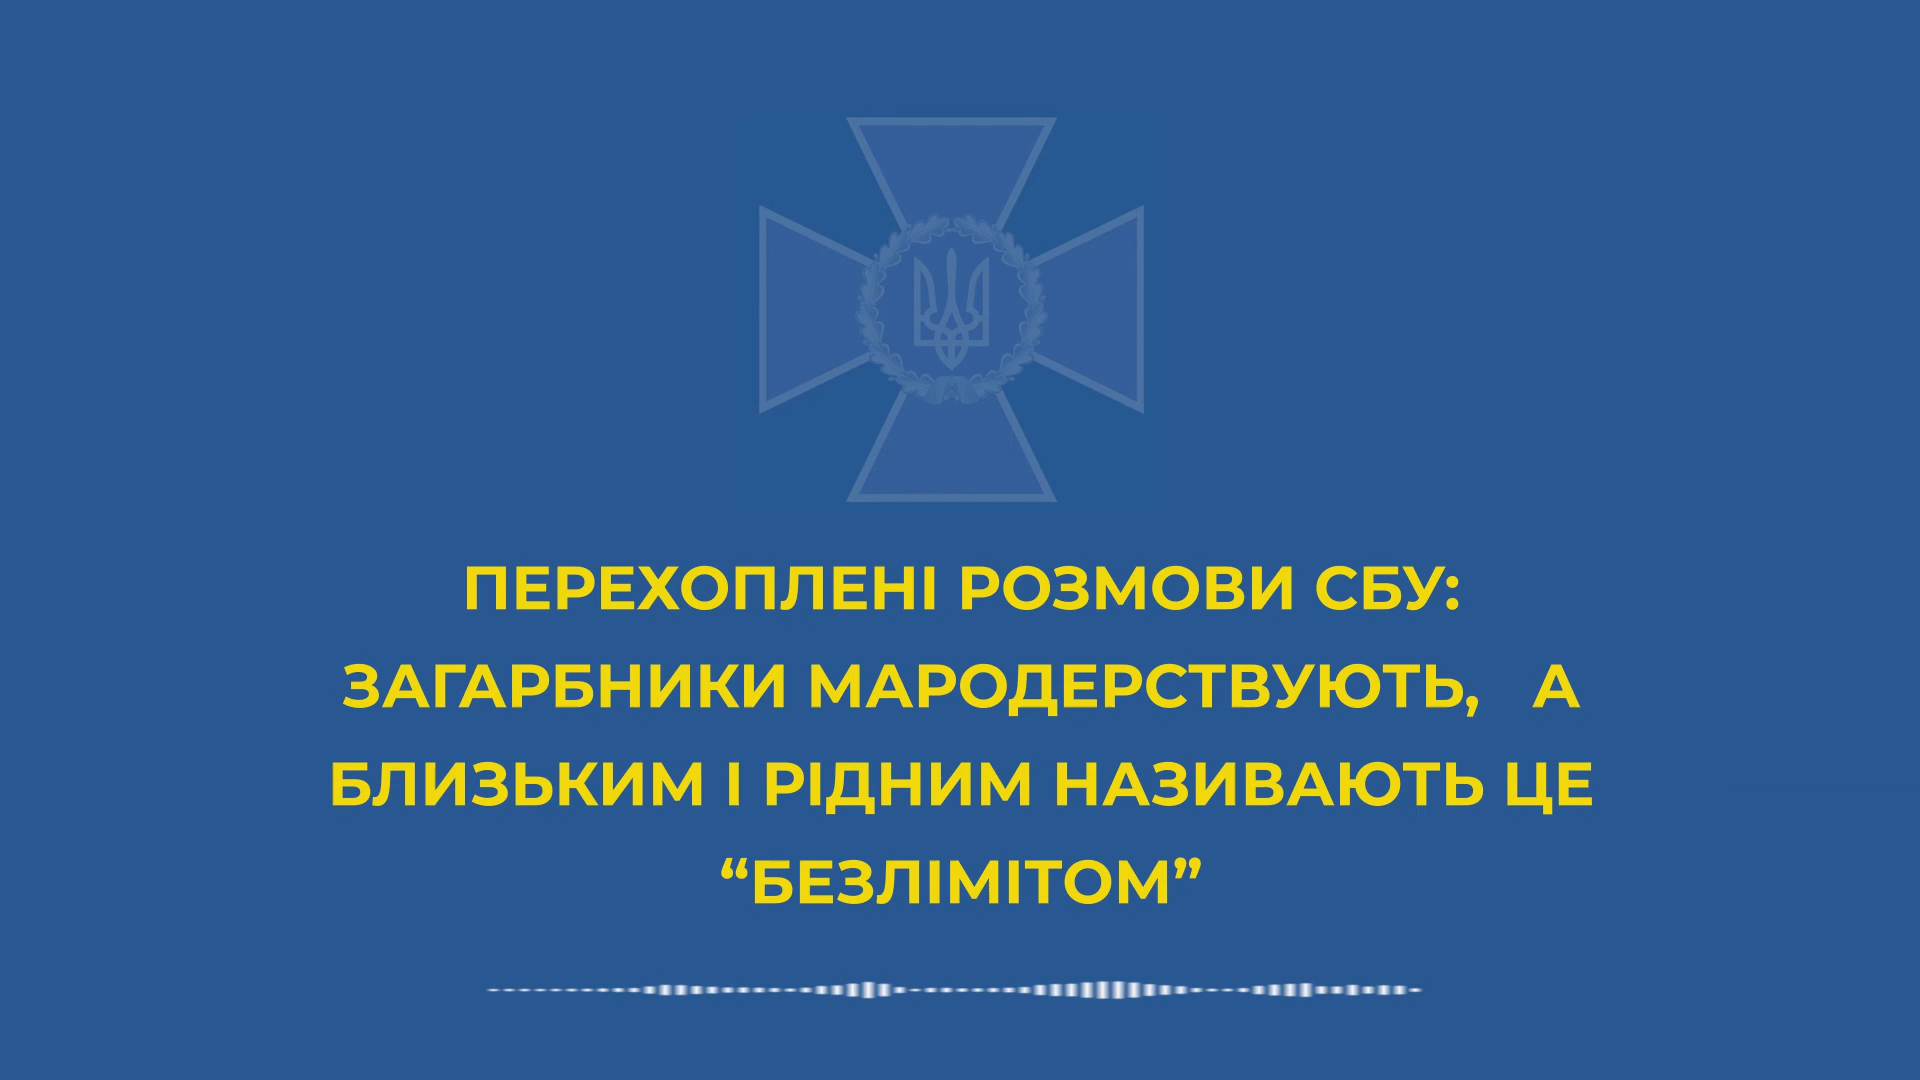 ПЕРЕХОПЛЕНІ РОЗМОВИ СБУ:
ЗАГАРБНИКИ МАРОДЕРСТВУЮТЬ, А
БЛИЗЬКИМ І РІДНИМ НАЗИВАЮТЬ ЦЕ
“БЕЗЛІМІТОМ”